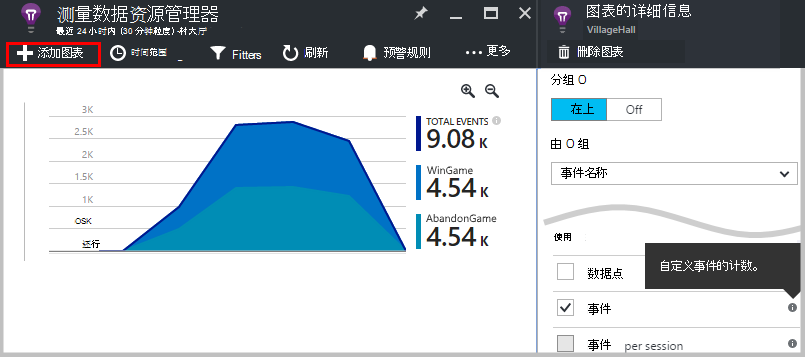 测量数据资源管理器
最近 24 小时内 (30 分钟粒度) 村大厅
添加图表
时间范围
Fitters
刷新
预警规则
更多
3K
2.5K
2K
1.5K
1K
OSK
还行
TOTAL EVENTS
9.08 K
WinGame
4.54 K
AbandonGame
4.54 K
图表的详细信息
VillageHall
删除图表
分组 O
在上 Off
由 O 组
事件名称
使用
数据点
自定义事件的计数。
事件
事件 per session